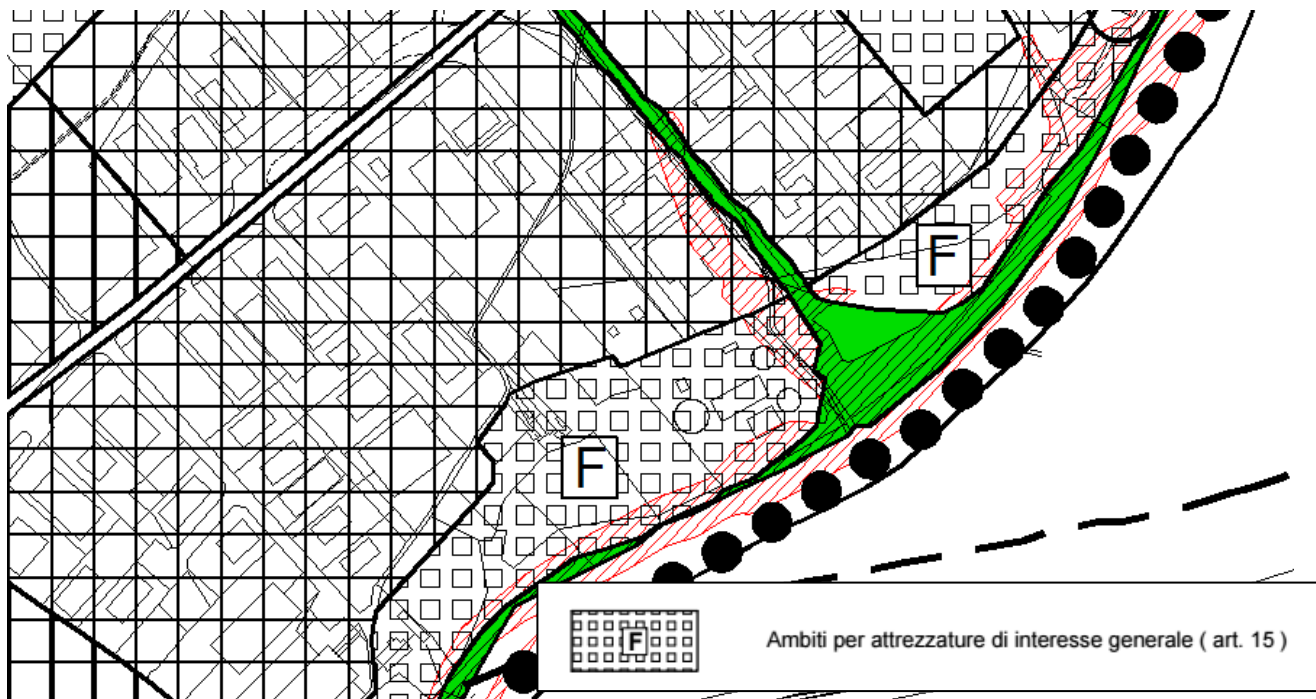 F
F
F Ambiti per attrezzature di interesse generale ( art. 15 )